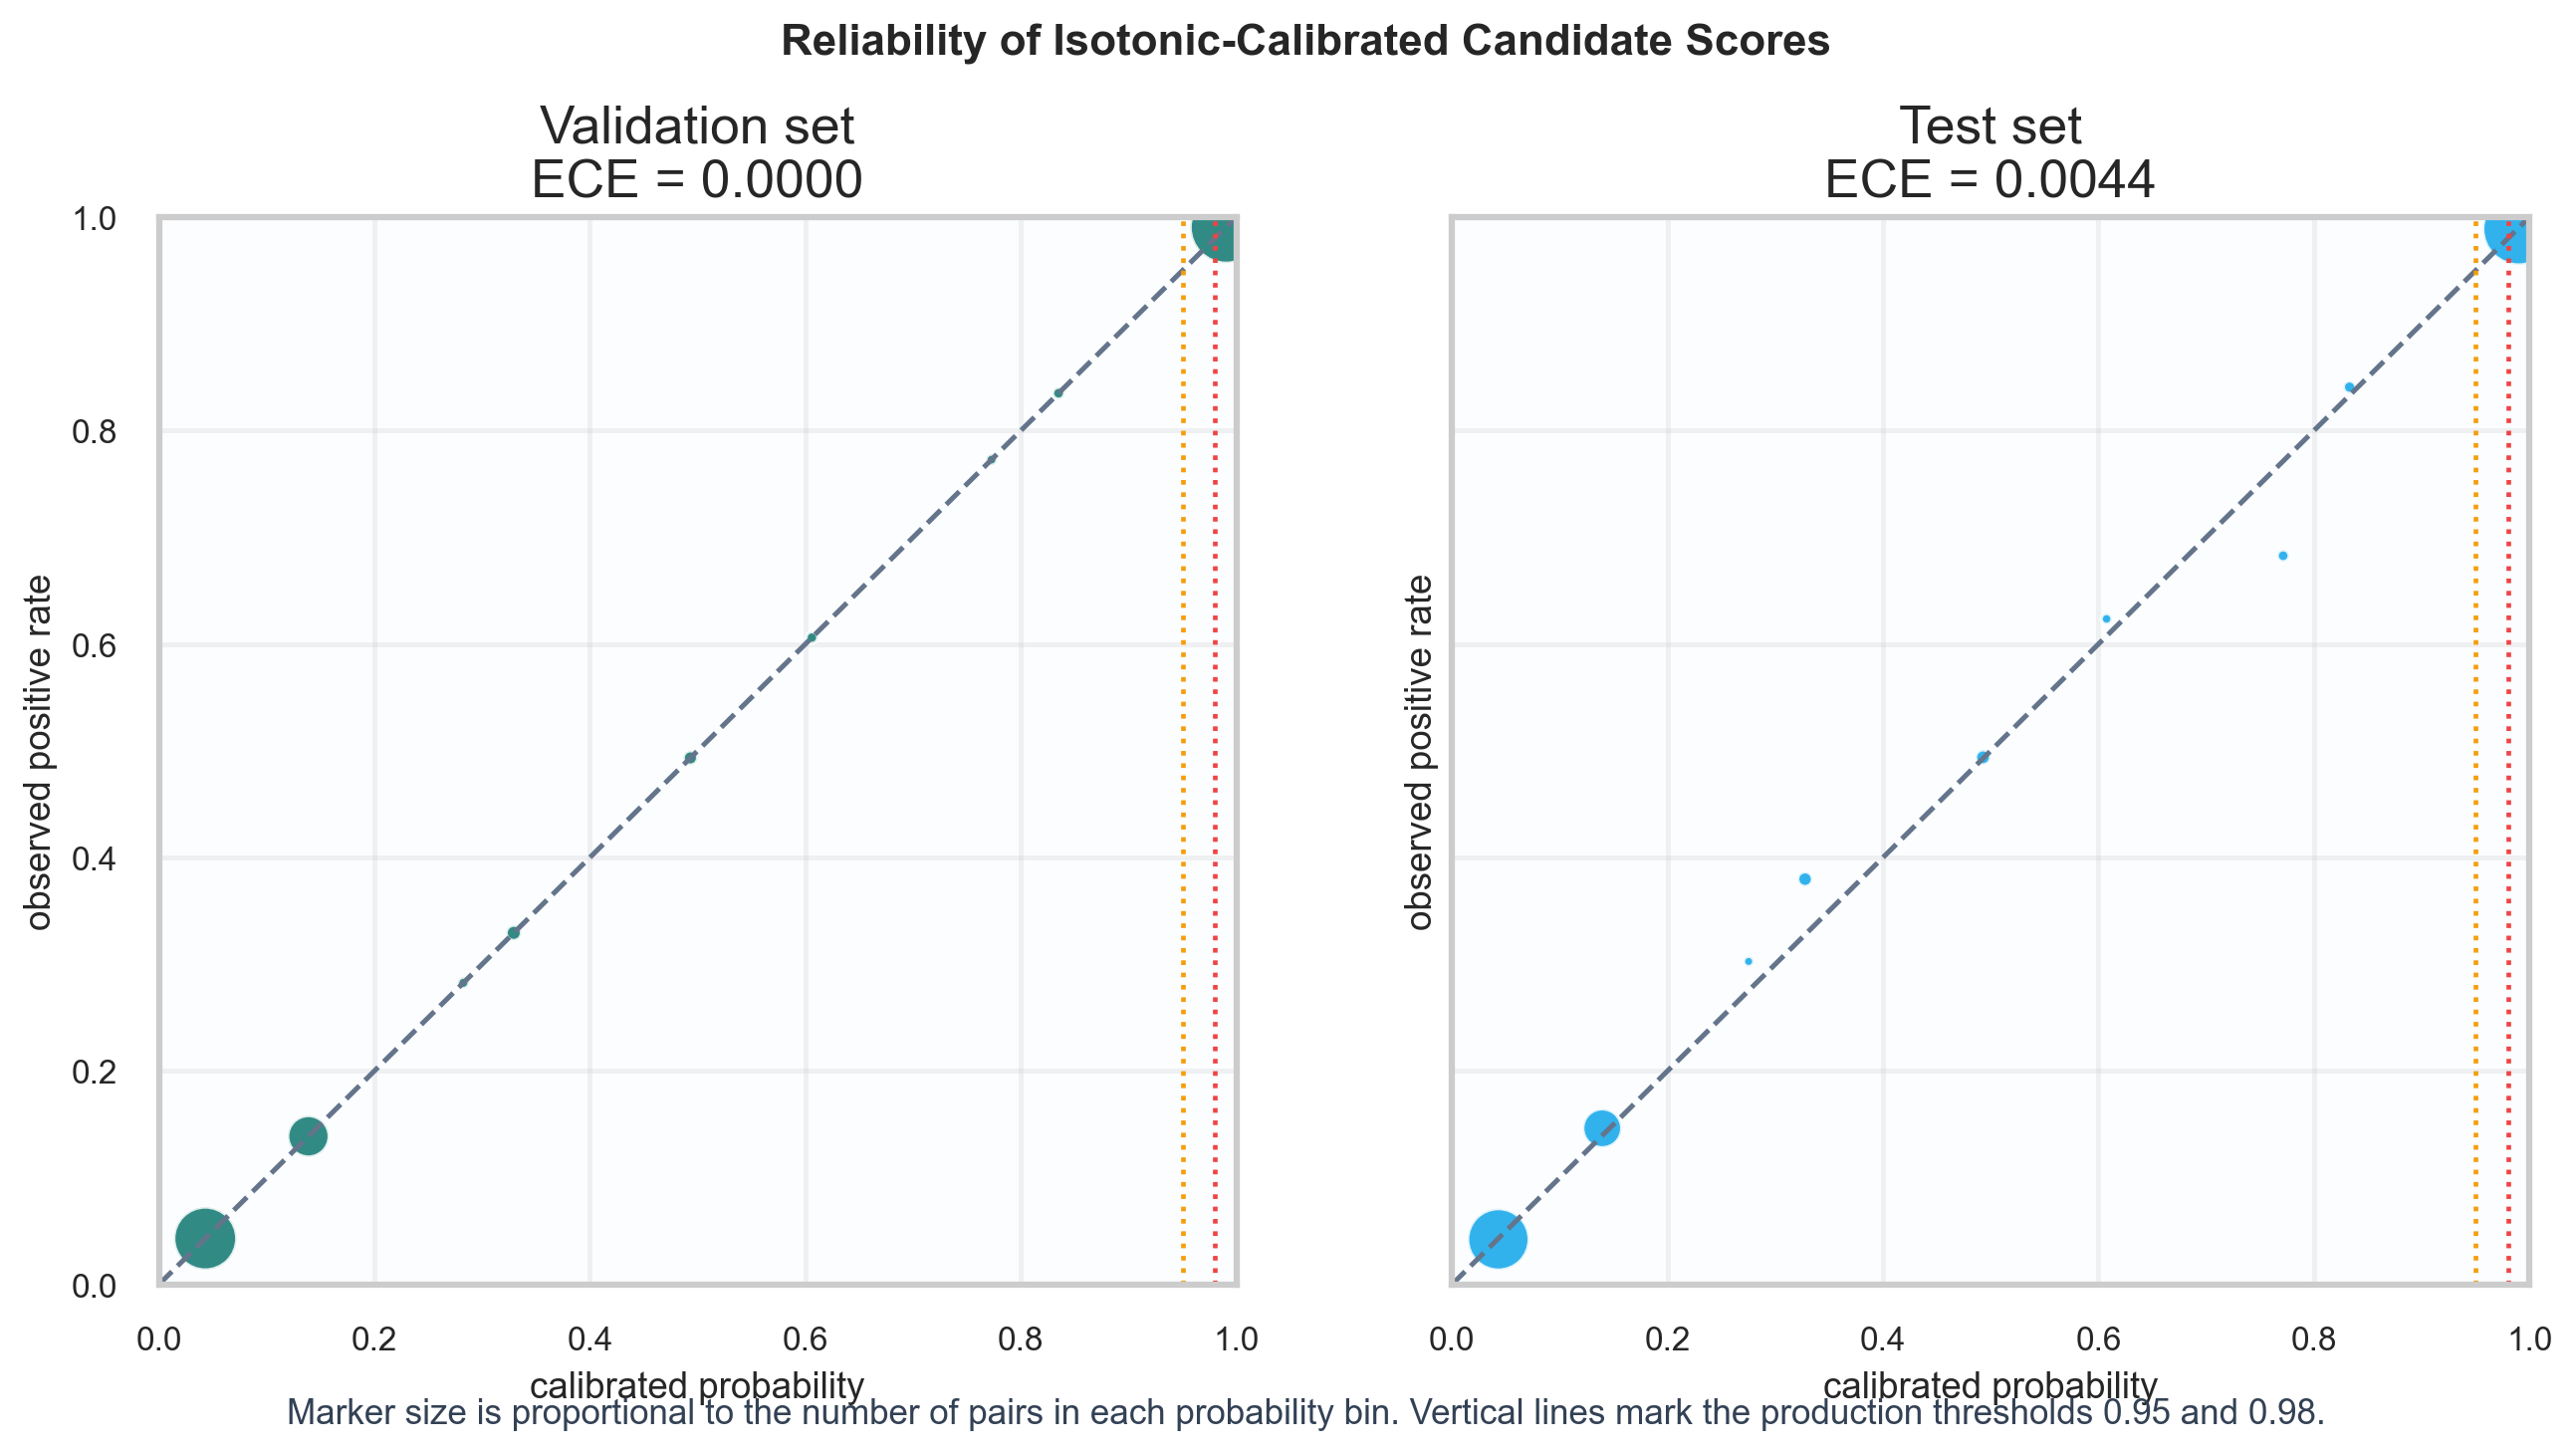 Reliability of Isotonic-Calibrated Candidate Scores
Validation set
ECE = 0.0000
observed positive rate
1.0
0.8
0.6
0.4
0.2
0.0
0.0 0.2 0.4 0.6 0.8 1.0
calibrated probability
Test set
ECE = 0.0044
observed positive rate
0.0 0.2 0.4 0.6 0.8 1.0
calibrated probability
Marker size is proportional to the number of pairs in each probability bin. Vertical lines mark the production thresholds 0.95 and 0.98.